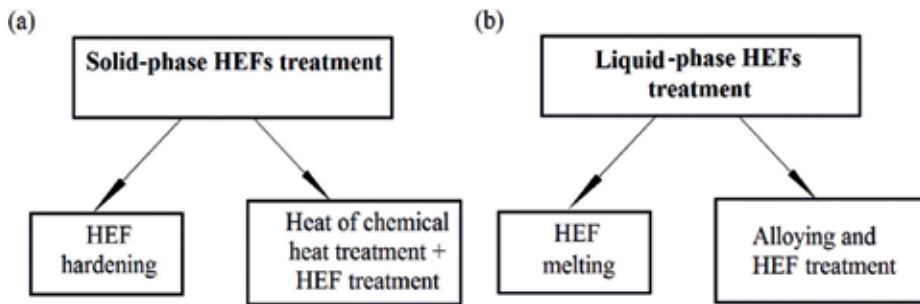 (a)
Solid-phase HEFs treatment
HEF
hardening
Heat of chemical
heat treatment +
HEF treatment
(b)
Liquid-phase HEFs
treatment
HEF
melting
Alloying and
HEF treatment